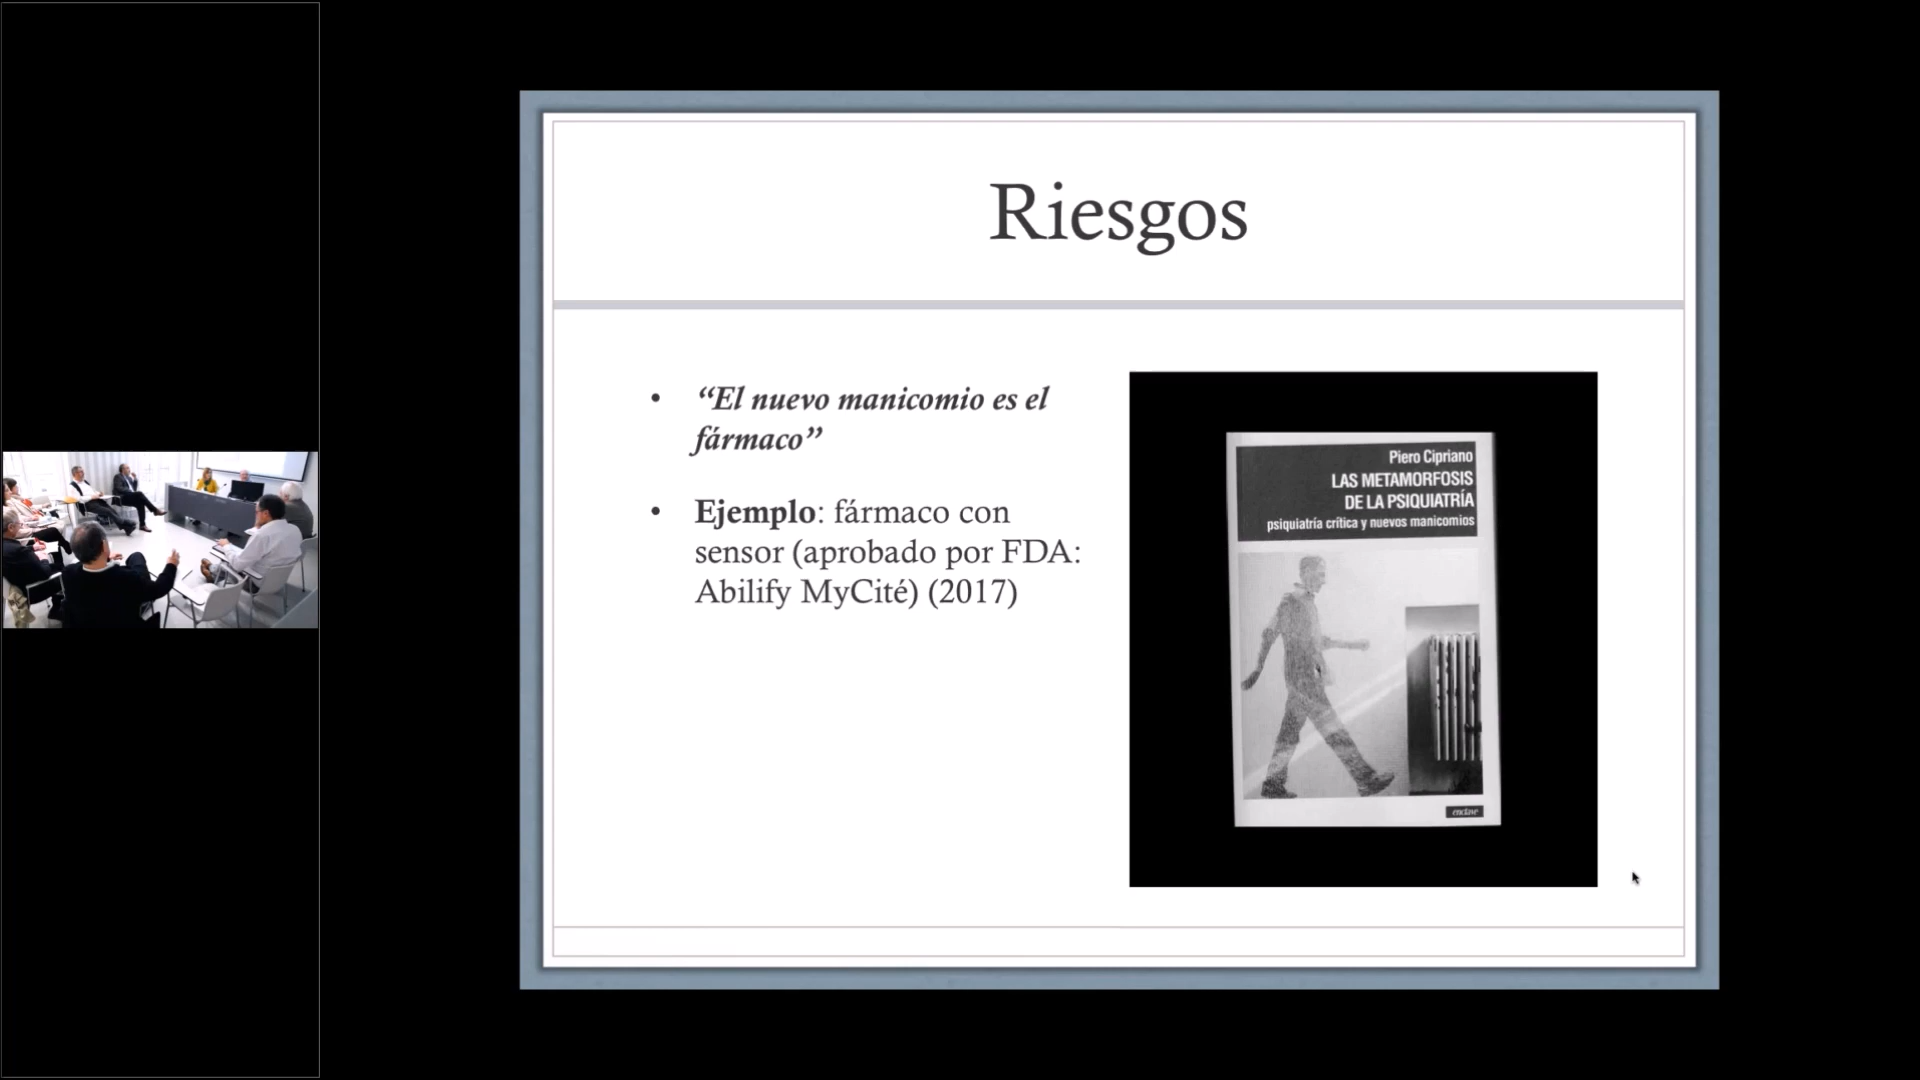 Riesgos
• “El nuevo manicomio es el
fármaco”
• Ejemplo: fármaco con
sensor (aprobado por FDA:
Abilify MyCité) (2017)
Piero Cipriano
LAS METAMORFOSIS
DE LA PSIQUIATRÍA
psiquiatría crítica y nuevos manicomios
enclave